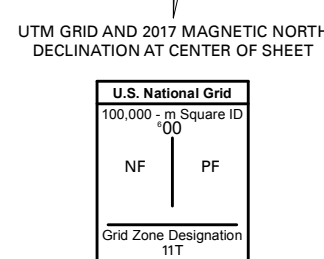 UTM GRID AND 2017 MAGNETIC NORTH
DECLINATION AT CENTER OF SHEET
U.S. National Grid
100,000 - m Square ID
⁶00
NF PF
Grid Zone Designation
11T